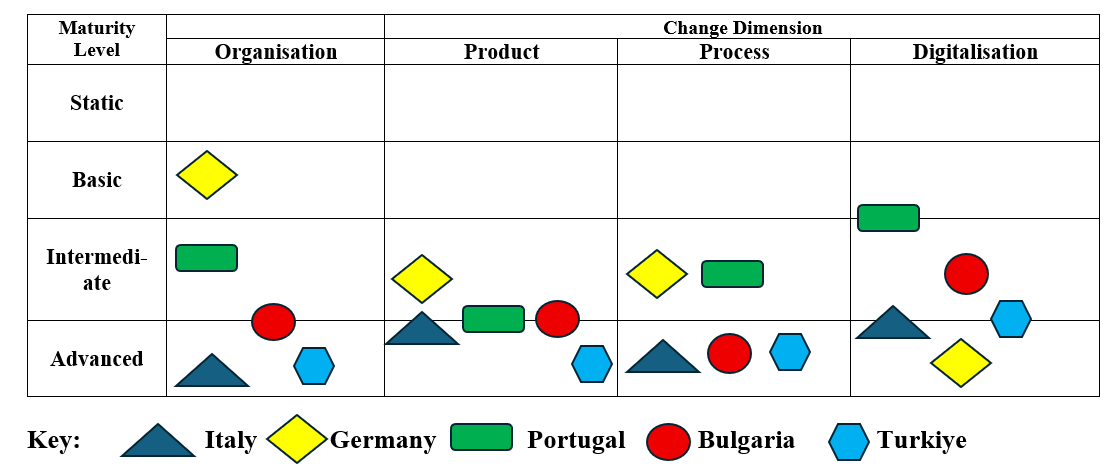 Maturity Level
Change Dimension
Organisation
Product
Process
Digitalisation
Static
Basic
Intermedi-
ate
Advanced
Key: Italy Germany Portugal Bulgaria Turkiye